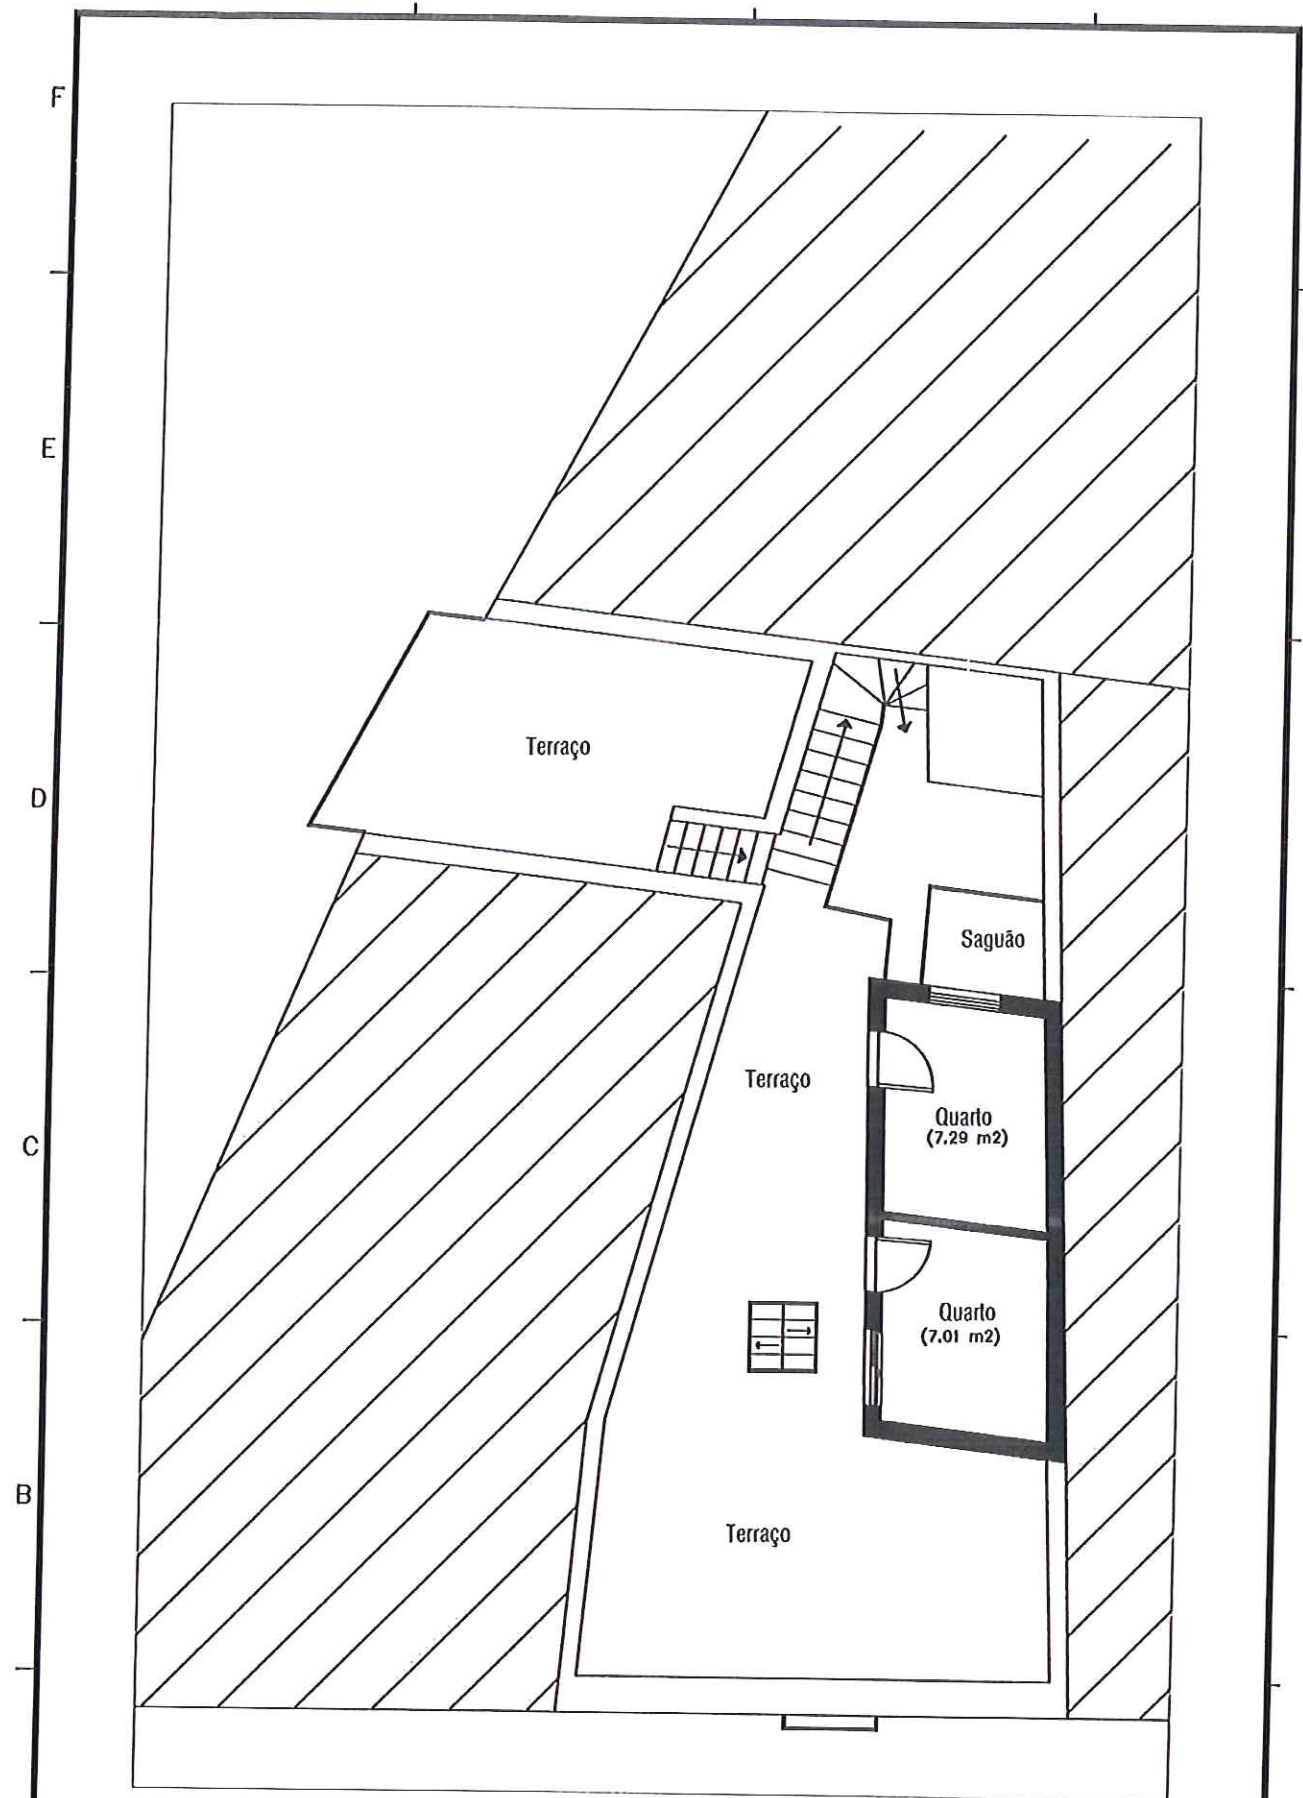 F
E
Terraço
D
Saguão
Terraço
Quarto
(7.29 m2)
C
Quarto
(7.01 m2)
B
Terraço